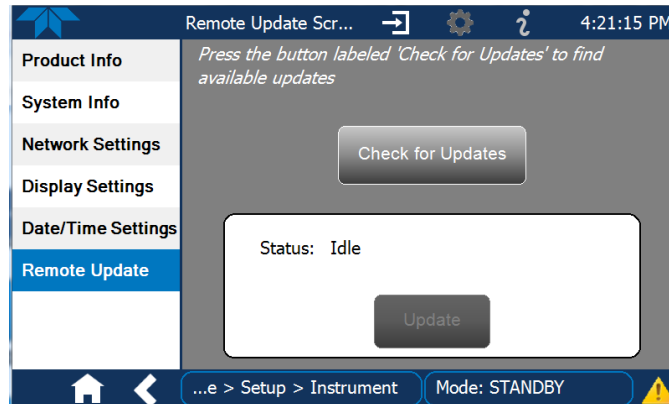 Remote Update Scr...
4:21:15 PM
Product Info
System Info
Network Settings
Display Settings
Date/Time Settings
Remote Update
Press the button labeled 'Check for Updates' to find
available updates
Check for Updates
Status: Idle
Update
...e > Setup > Instrument
Mode: STANDBY